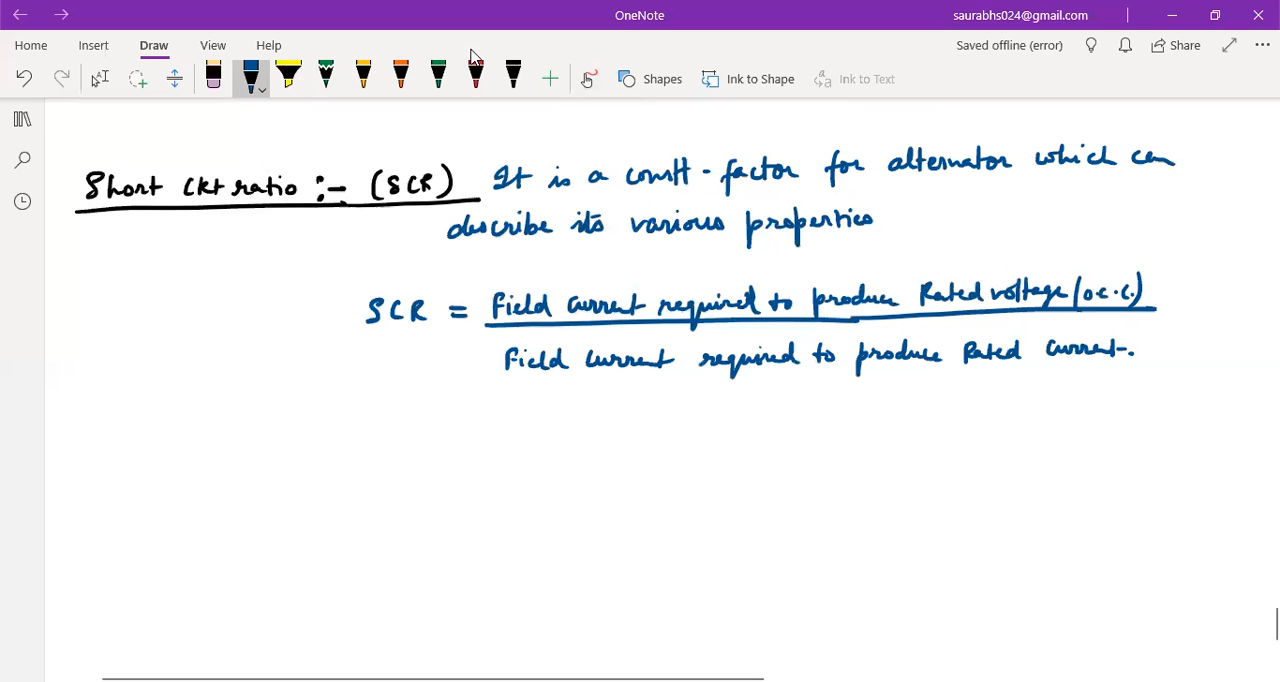 OneNote
saurabhs024@gmail.com
Home Insert Draw View Help
Saved offline (error) Share
Shapes Ink to Shape Ink to Text
Short Ckt ratio :- (SCR) It is a constt - factor for alternator which can
describe its various properties
SCR = Field current required to produce Rated voltage (o.c.c.)
Field current required to produce Rated current.